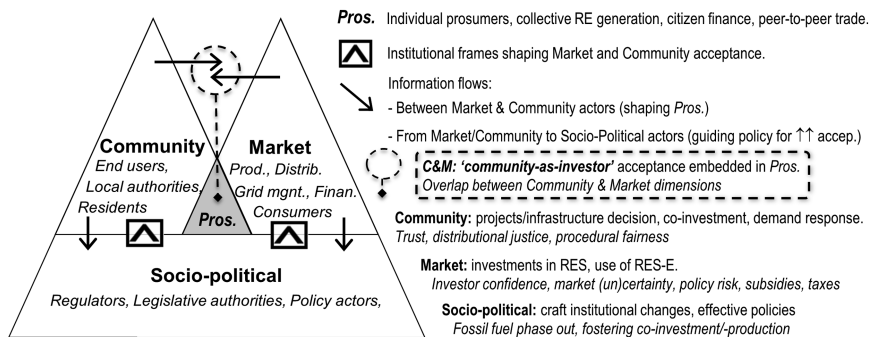 Pros. Individual prosumers, collective RE generation, citizen finance, peer-to-peer trade.
Institutional frames shaping Market and Community acceptance.
Information flows:
- Between Market & Community actors (shaping Pros.)
- From Market/Community to Socio-Political actors (guiding policy for ↑↑ accep.)
C&M: ‘community-as-investor’ acceptance embedded in Pros.
Overlap between Community & Market dimensions
Community: projects/infrastructure decision, co-investment, demand response.
Trust, distributional justice, procedural fairness
Market: investments in RES, use of RES-E.
Investor confidence, market (un)certainty, policy risk, subsidies, taxes
Socio-political: craft institutional changes, effective policies
Fossil fuel phase out, fostering co-investment/-production
Community
End users,
Local authorities,
Residents
Market
Prod., Distrib.
Grid mgnt., Finan.
Consumers
Pros.
Socio-political
Regulators, Legislative authorities, Policy actors,